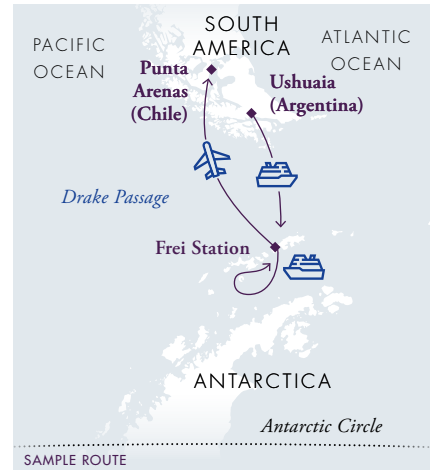 SOUTH
AMERICA
PACIFIC
OCEAN
ATLANTIC
OCEAN
Punta
Arenas
(Chile)
Ushuaia
(Argentina)
Drake Passage
Frei Station
ANTARCTICA
Antarctic Circle
SAMPLE ROUTE